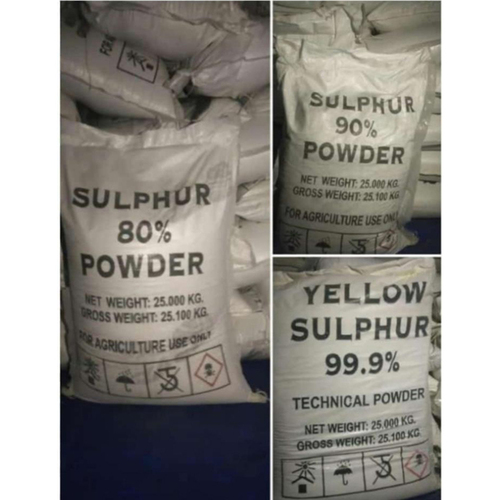 SULPHUR
80%
POWDER
NET WEIGHT: 25.000 KG.
GROSS WEIGHT: 25.100 KG.
FOR AGRICULTURE USE ONLY
FOR
SULPHUR
90%
POWDER
NET WEIGHT: 25.000 KG.
GROSS WEIGHT: 25.100 KG.
FOR AGRICULTURE USE ONLY
YELLOW
SULPHUR
99.9%
TECHNICAL POWDER
NET WEIGHT: 25.000 KG.
GROSS WEIGHT: 25.100 KG.